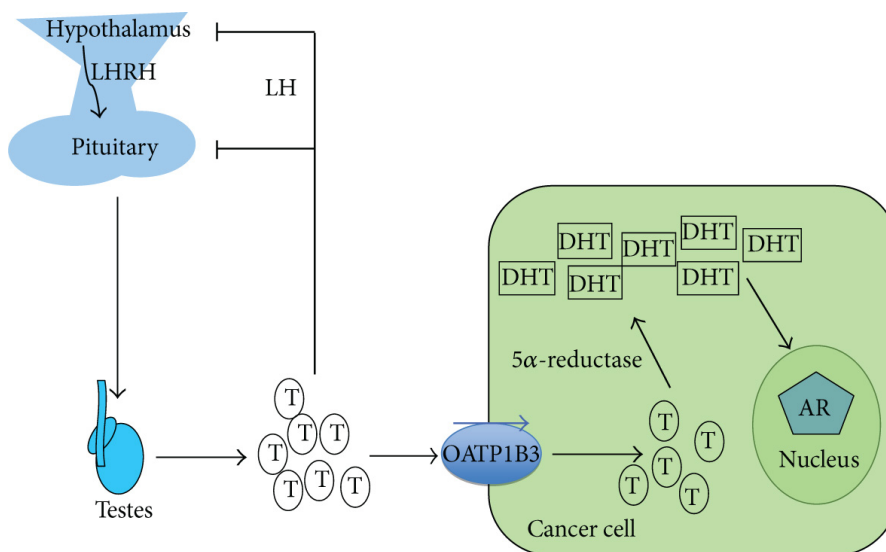 Hypothalamus
LHRH
LH
Pituitary
DHT
DHT
DHT
DHT
DHT
DHT
DHT
5α-reductase
T
T
T
T
T
T
T
T
OATP1B3
T
T
T
T
T
AR
Nucleus
Testes
Cancer cell